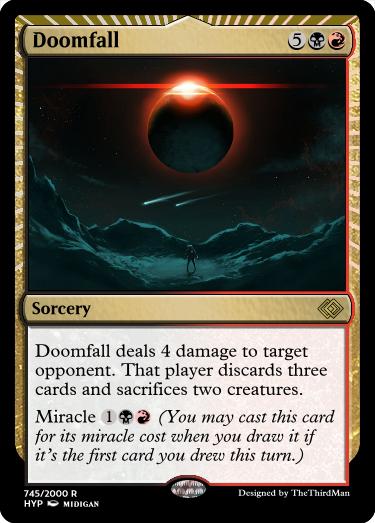 Doomfall 5
Sorcery
Doomfall deals 4 damage to target
opponent. That player discards three
cards and sacrifices two creatures.
Miracle 1 (You may cast this card
for its miracle cost when you draw it if
it's the first card you drew this turn.)
745/2000 R
HYP MIDIGAN Designed by TheThirdMan